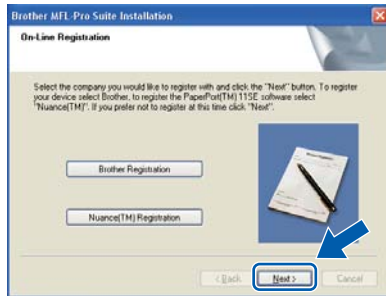 Brother MFL-Pro Suite Installation
On-Line Registration
Select the company you would like to register with and click the "Next" button. To register
your device select Brother, to register the PaperPort(TM) 11SE software select
"Nuance(TM)". If you prefer not to register at this time click "Next".
Brother Registration
Nuance(TM) Registration
< Back
Next >
Cancel